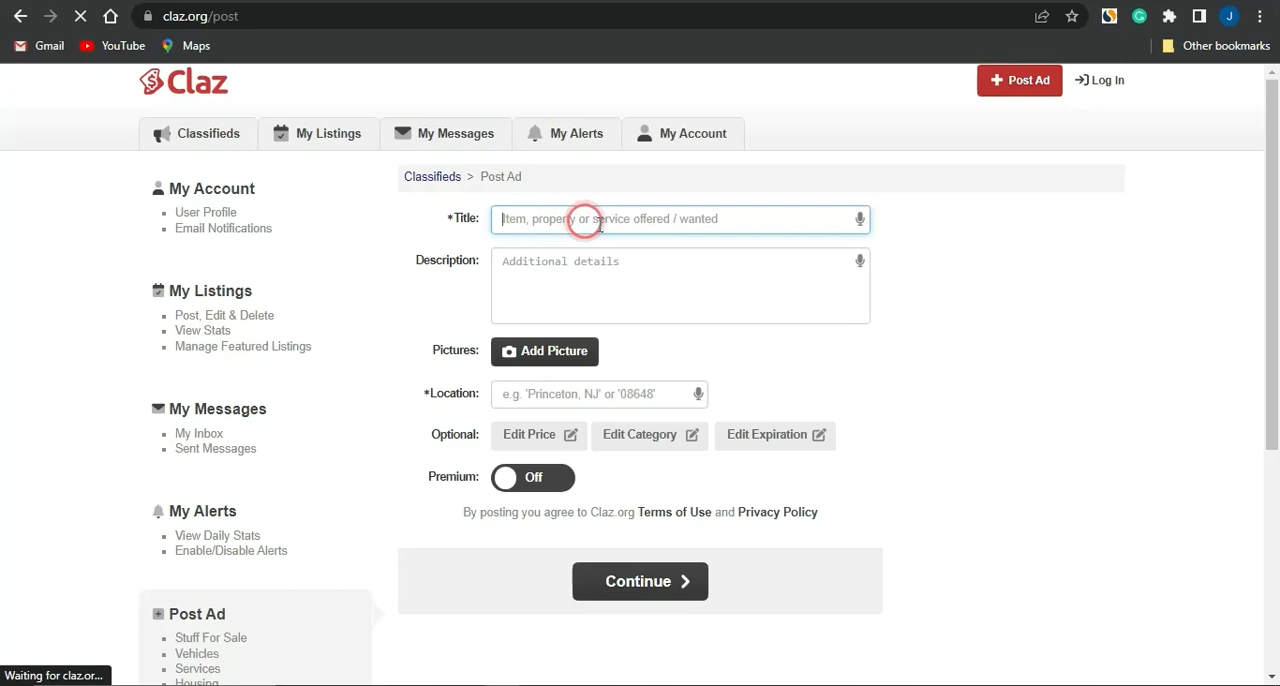 claz.org/post
J
Gmail YouTube Maps Other bookmarks
Claz
Post Ad Log In
Classifieds My Listings My Messages My Alerts My Account
My Account
User Profile
Email Notifications
My Listings
Post, Edit & Delete
View Stats
Manage Featured Listings
My Messages
My Inbox
Sent Messages
My Alerts
View Daily Stats
Enable/Disable Alerts
Post Ad
Stuff For Sale
Vehicles
Services
Housing
Classifieds > Post Ad
*Title: Item, property or service offered / wanted
Description: Additional details
Pictures: Add Picture
*Location: e.g. 'Princeton, NJ' or '08648'
Optional: Edit Price Edit Category Edit Expiration
Premium: Off
By posting you agree to Claz.org Terms of Use and Privacy Policy
Continue
Waiting for claz.or...